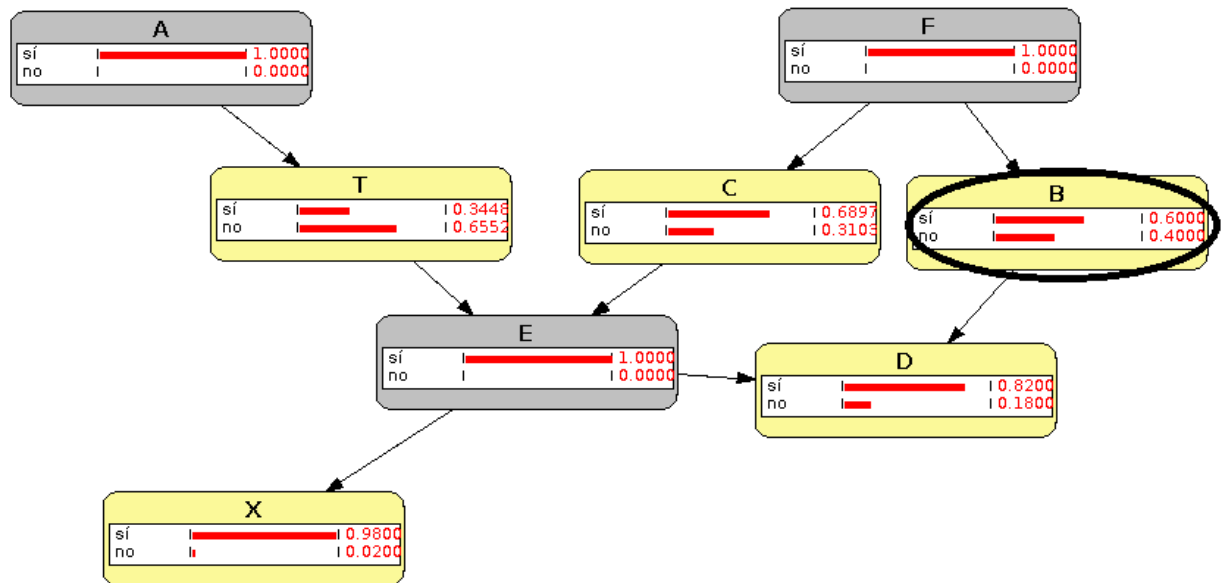 A
sí 1.0000
no 0.0000
F
sí 1.0000
no 0.0000
T
sí 0.3448
no 0.6552
C
sí 0.6897
no 0.3103
B
sí 0.6000
no 0.4000
E
sí 1.0000
no 0.0000
D
sí 0.8200
no 0.1800
X
sí 0.9800
no 0.0200